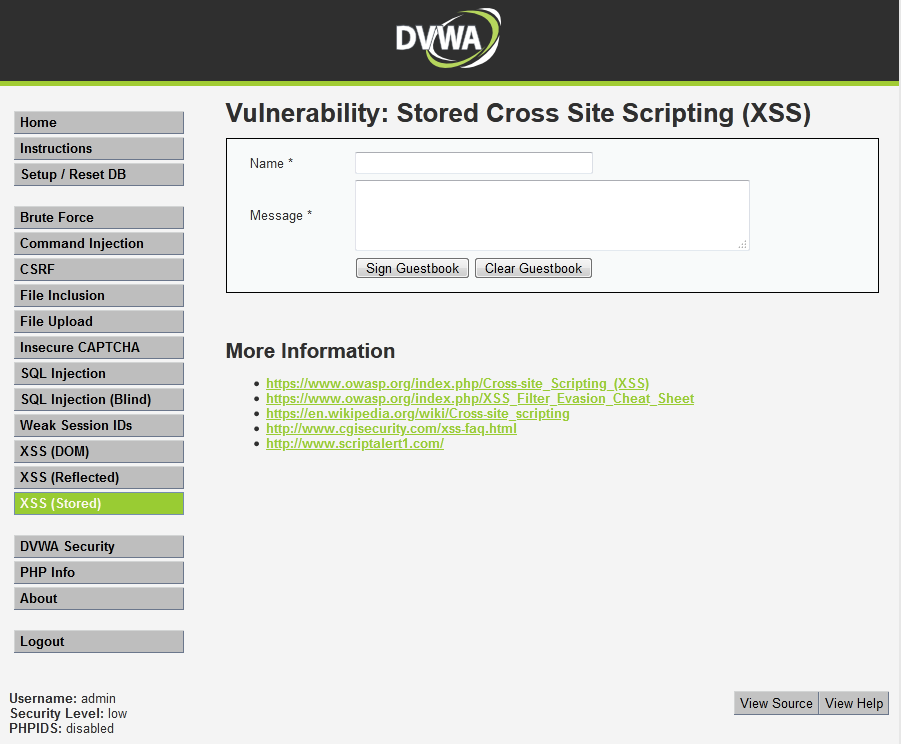 DVWA
Home
Instructions
Setup / Reset DB
Brute Force
Command Injection
CSRF
File Inclusion
File Upload
Insecure CAPTCHA
SQL Injection
SQL Injection (Blind)
Weak Session IDs
XSS (DOM)
XSS (Reflected)
XSS (Stored)
DVWA Security
PHP Info
About
Logout
Vulnerability: Stored Cross Site Scripting (XSS)
Name *
Message *
Sign Guestbook Clear Guestbook
More Information
• https://www.owasp.org/index.php/Cross-site_Scripting_(XSS)
• https://www.owasp.org/index.php/XSS_Filter_Evasion_Cheat_Sheet
• https://en.wikipedia.org/wiki/Cross-site_scripting
• http://www.cgisecurity.com/xss-faq.html
• http://www.scriptalert1.com/
Username: admin
Security Level: low
PHPIDS: disabled
View Source View Help